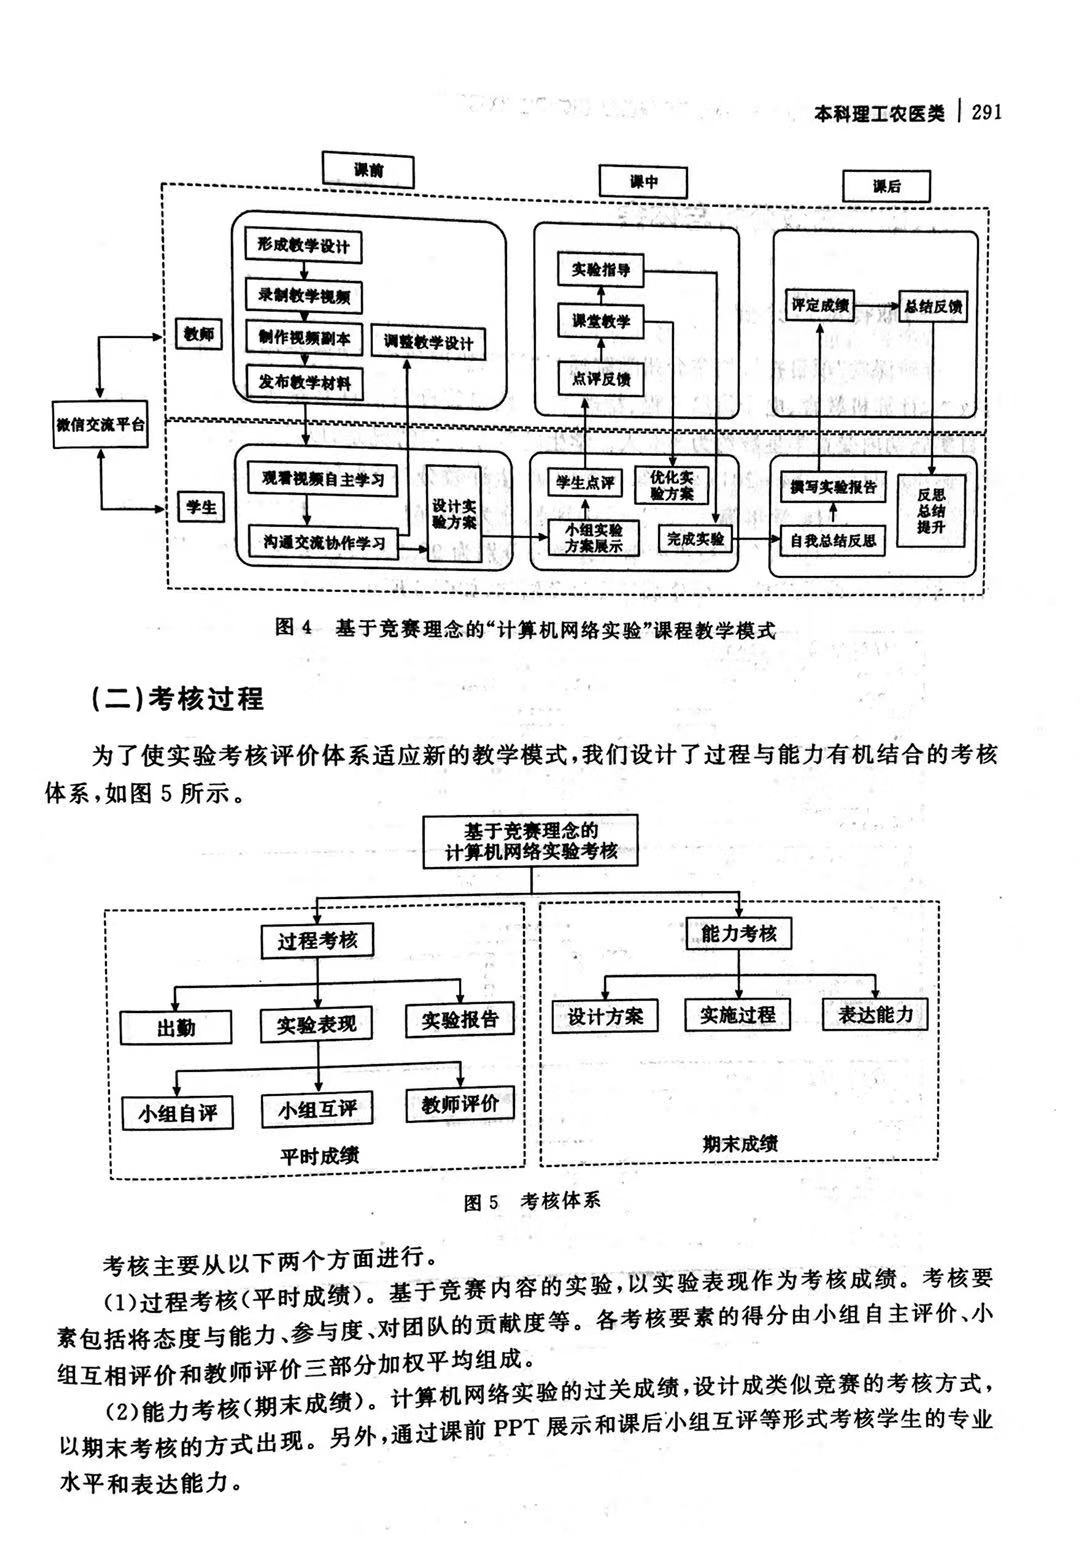 本科理工农医类 | 291
课前
课中
课后
形成教学设计
录制教学视频
制作视频副本
调整教学设计
发布教学材料
教师
实验指导
课堂教学
点评反馈
评定成绩
总结反馈
微信交流平台
学生
观看视频自主学习
沟通交流协作学习
设计实
验方案
学生点评
优化实
验方案
小组实验
方案展示
完成实验
撰写实验报告
自我总结反思
反思
总结
提升
图 4 基于竞赛理念的“计算机网络实验”课程教学模式
(二)考核过程
为了使实验考核评价体系适应新的教学模式,我们设计了过程与能力有机结合的考核
体系,如图 5 所示。
基于竞赛理念的
计算机网络实验考核
过程考核
能力考核
出勤
实验表现
实验报告
设计方案
实施过程
表达能力
小组自评
小组互评
教师评价
平时成绩
期末成绩
图 5 考核体系
考核主要从以下两个方面进行。
(1)过程考核(平时成绩)。基于竞赛内容的实验,以实验表现作为考核成绩。考核要
素包括将态度与能力、参与度、对团队的贡献度等。各考核要素的得分由小组自主评价、小
组互相评价和教师评价三部分加权平均组成。
(2)能力考核(期末成绩)。计算机网络实验的过关成绩,设计成类似竞赛的考核方式,
以期末考核的方式出现。另外,通过课前 PPT 展示和课后小组互评等形式考核学生的专业
水平和表达能力。